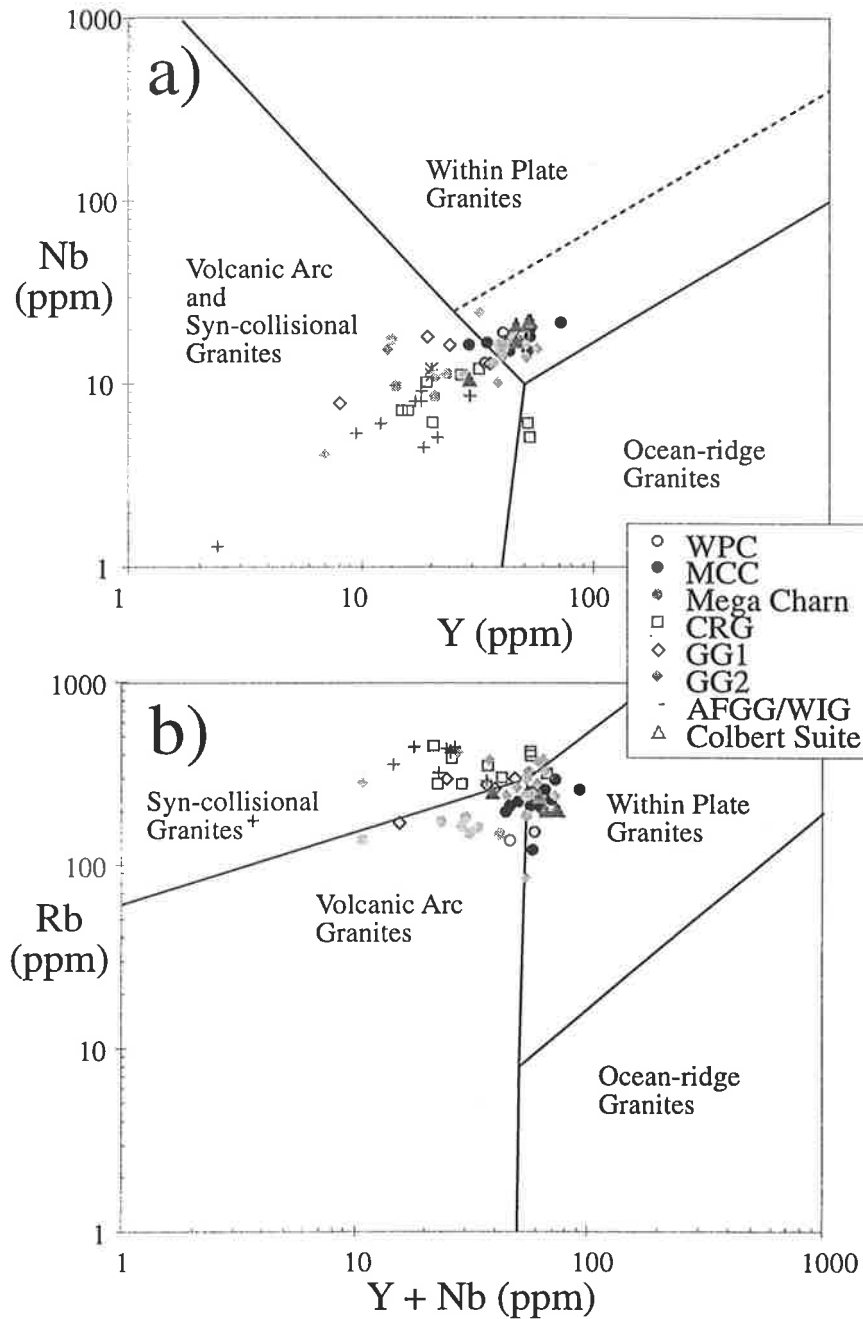 1000
a)
Within Plate
Granites
100
Nb
(ppm)
Volcanic Arc
and
Syn-collisional
Granites
10
Ocean-ridge
Granites
1
1
10
100
Y (ppm)
WPC
MCC
Mega Charn
CRG
GG1
GG2
AFGG/WIG
Colbert Suite
1000
b)
Syn-collisional
Granites
Within Plate
Granites
100
Volcanic Arc
Granites
Rb
(ppm)
10
Ocean-ridge
Granites
1
1
10
100
1000
Y + Nb (ppm)